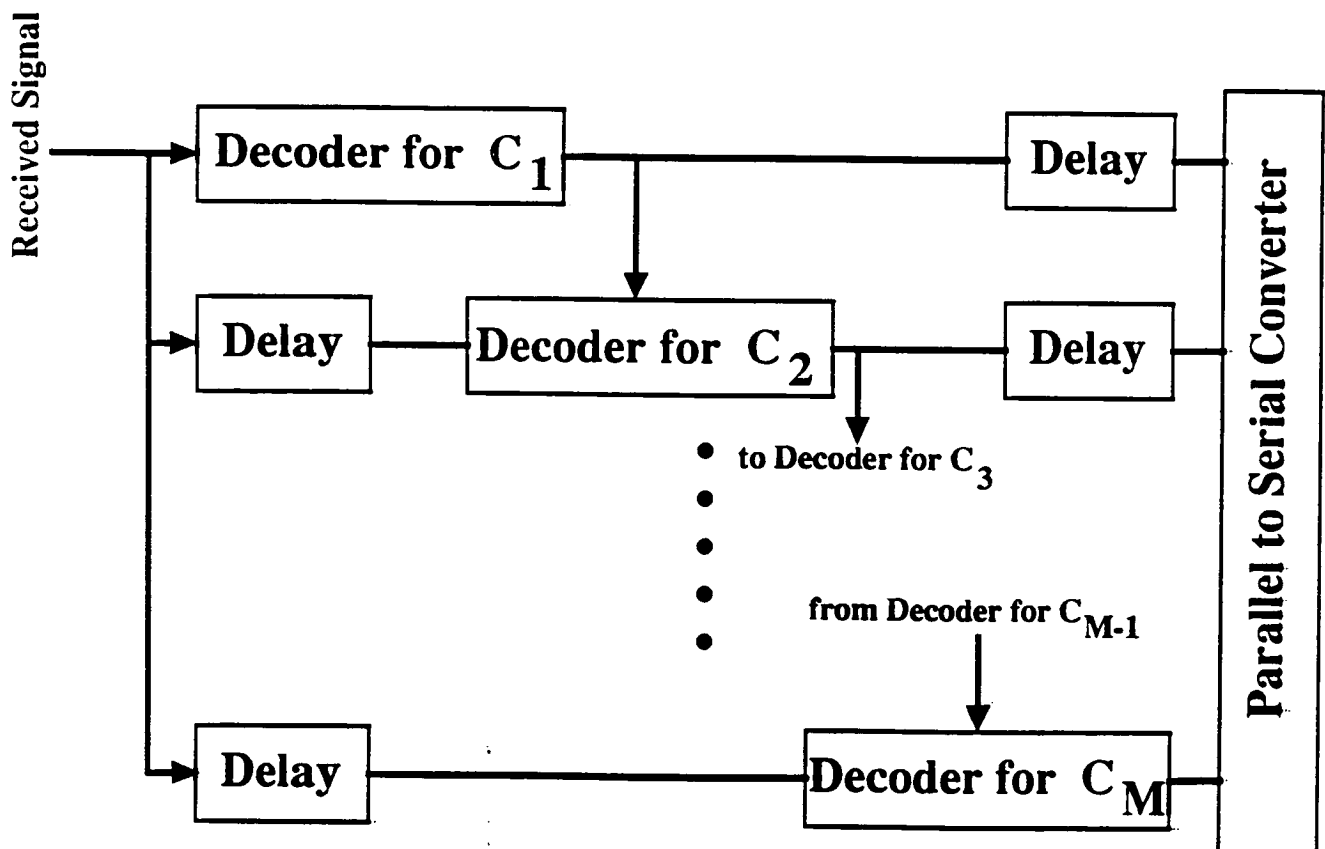 Received Signal
Decoder for C1
Delay
Delay
Decoder for C2
Delay
to Decoder for C3
from Decoder for CM-1
Delay
Decoder for CM
Parallel to Serial Converter